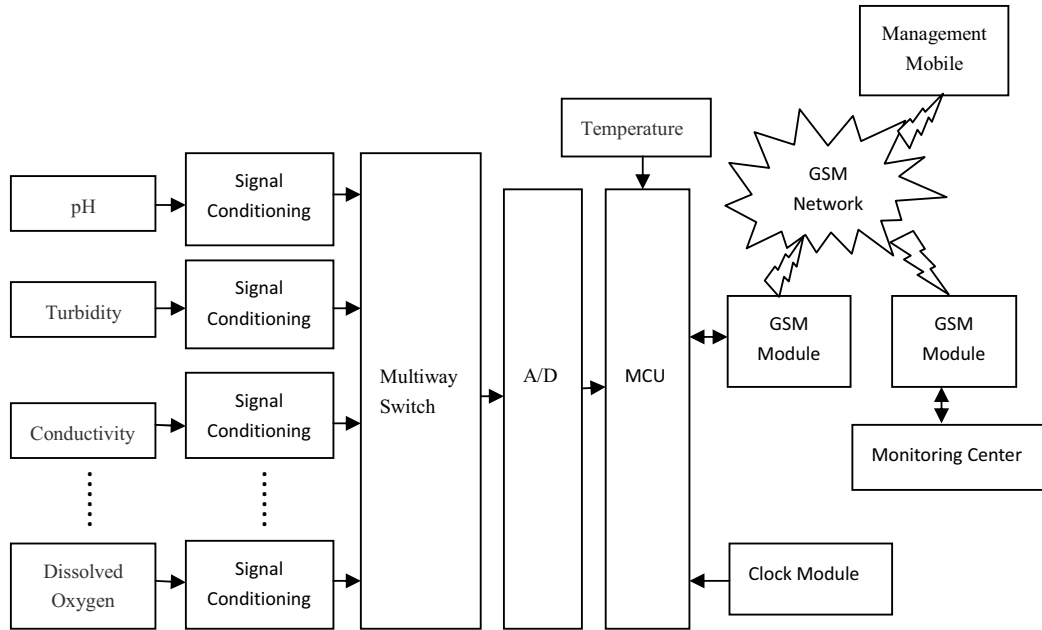 Management
Mobile
Temperature
GSM
Network
pH
Signal
Conditioning
Turbidity
Signal
Conditioning
GSM
Module
GSM
Module
Multiway
Switch
A/D
MCU
Conductivity
Signal
Conditioning
Monitoring Center
Dissolved
Oxygen
Signal
Conditioning
Clock Module